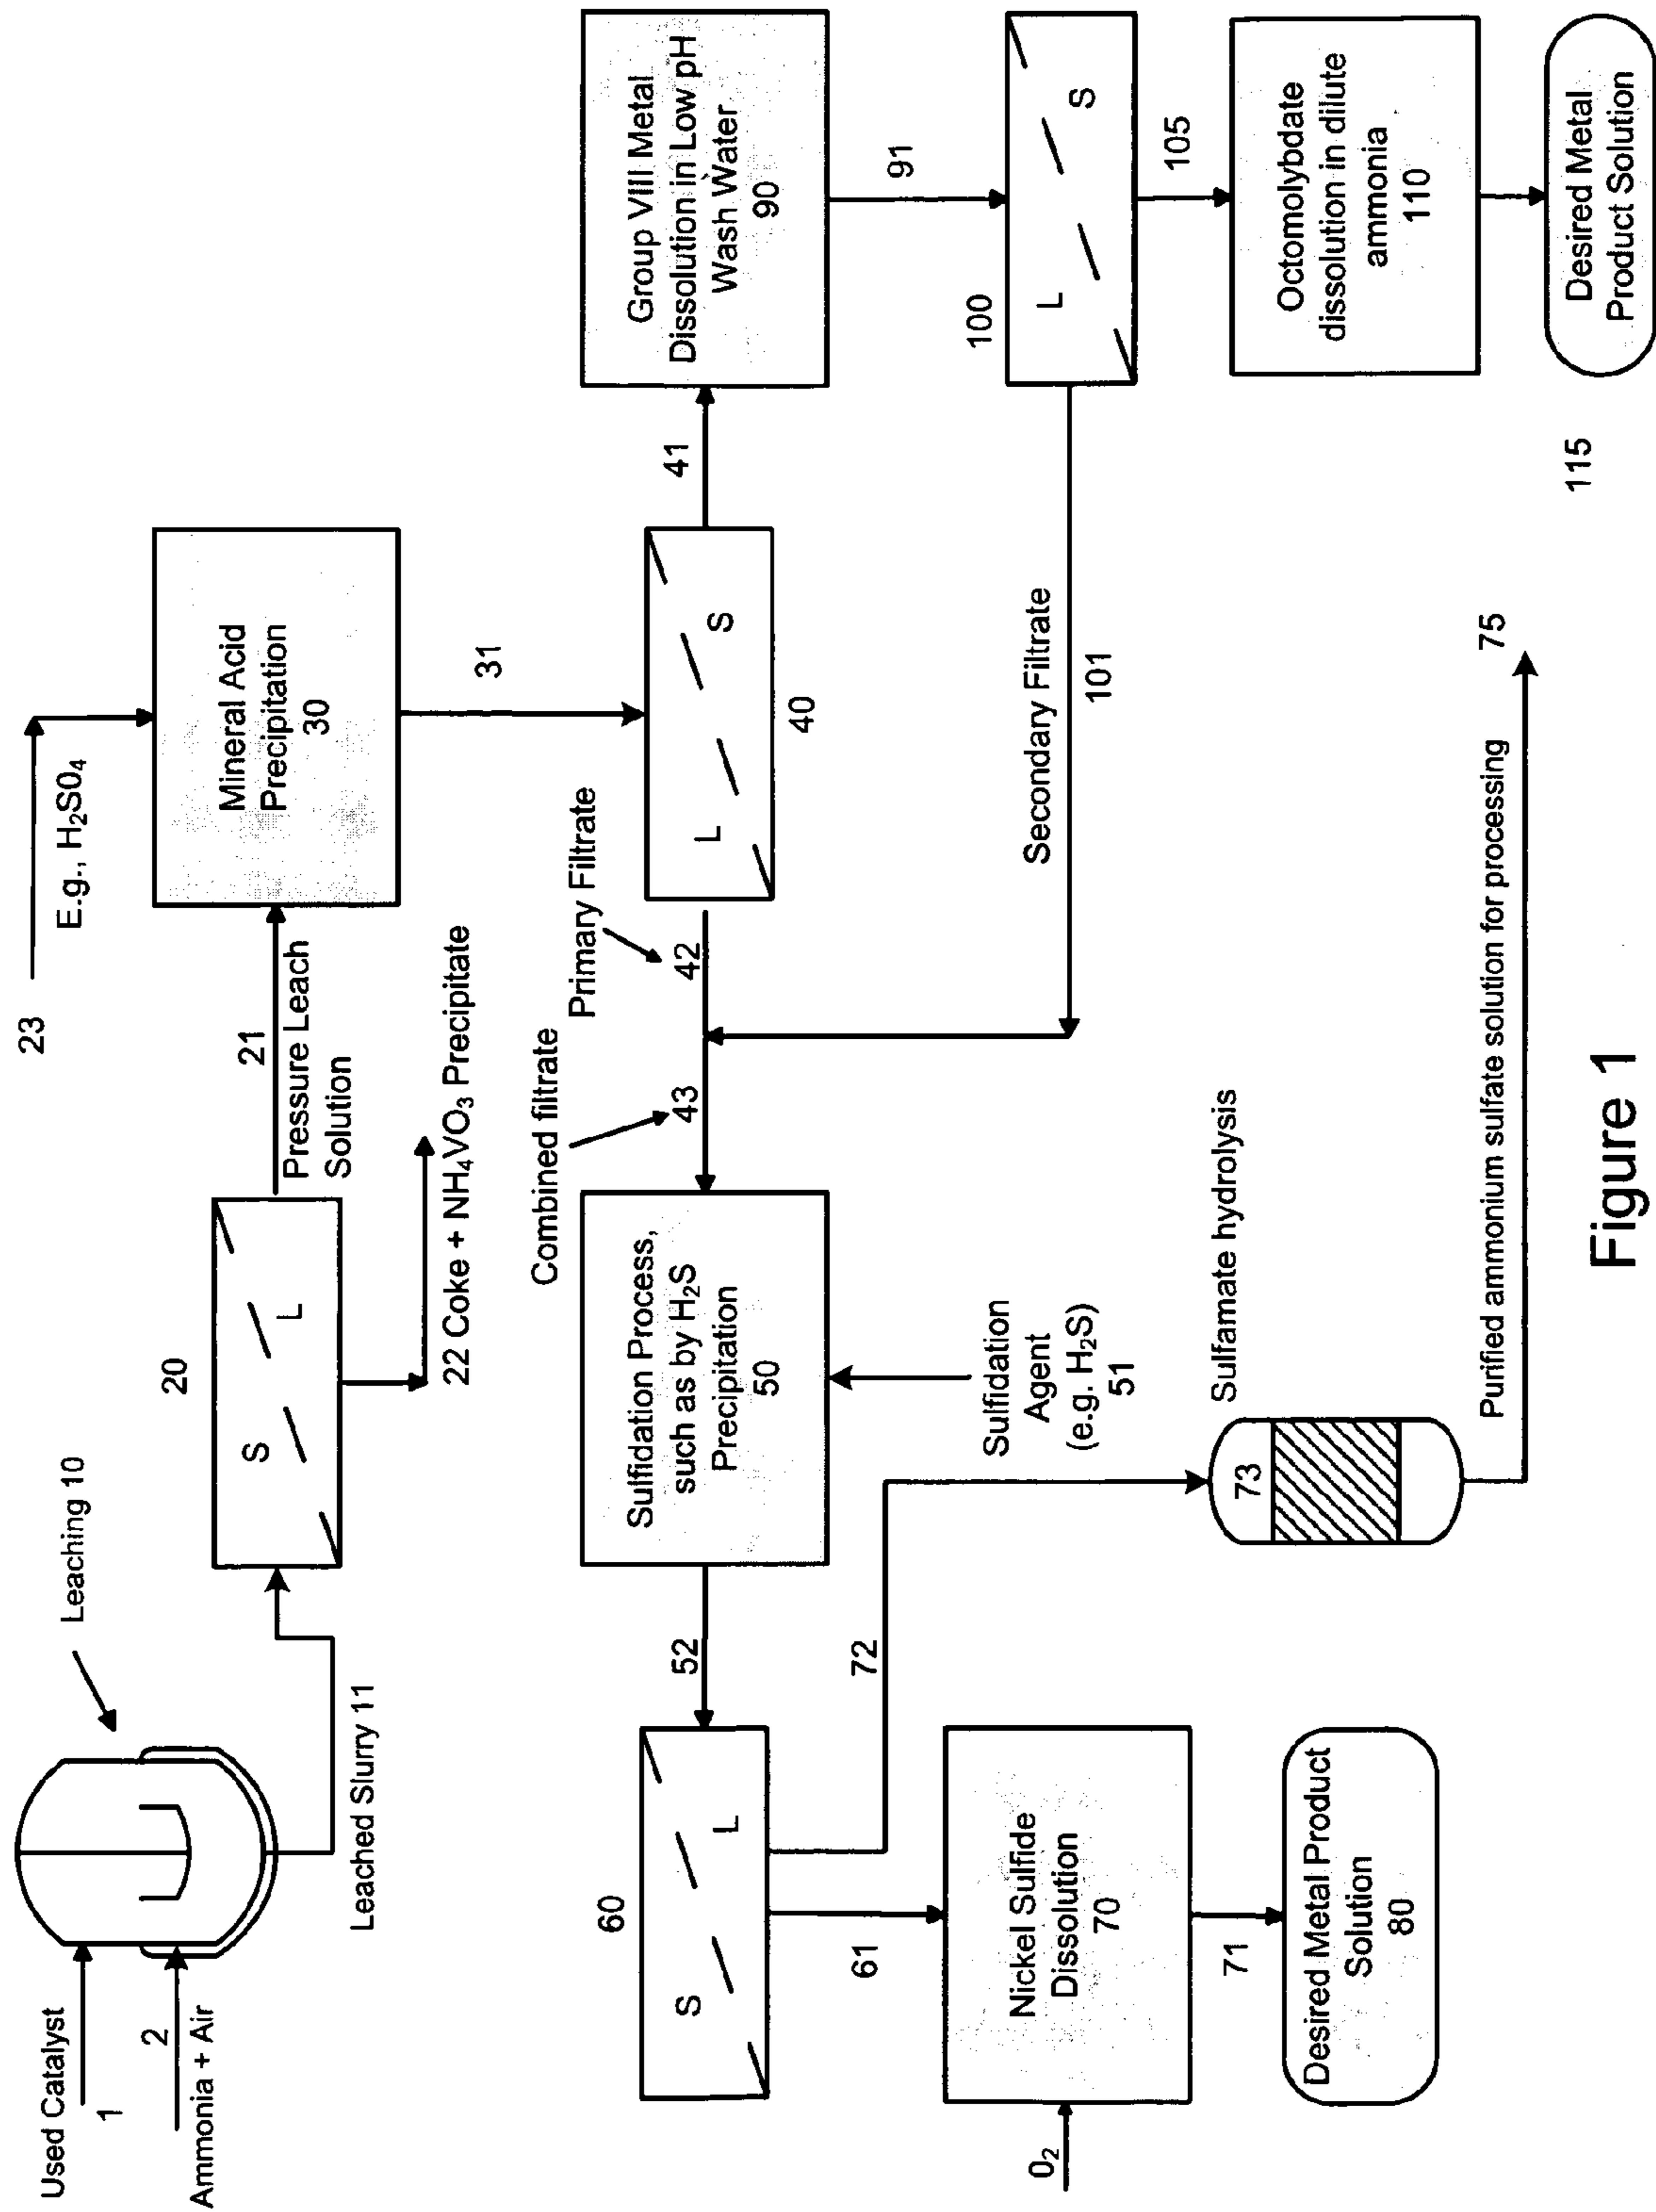 Used Catalyst
1
2
Ammonia + Air
Leaching 10
Leached Slurry 11
20
S
L
21
Pressure Leach
Solution
22 Coke + NH₄VO₃ Precipitate
23
E.g., H₂S0₄
Mineral Acid
Precipitation
30
31
L
S
40
41
Primary Filtrate
42
Combined filtrate
43
Group VIII Metal
Dissolution in Low pH
Wash Water
90
91
100
L
S
Secondary Filtrate
101
105
Octomolybdate
dissolution in dilute
ammonia
110
115
Desired Metal
Product Solution
Sulfidation Process,
such as by H₂S
Precipitation
50
Sulfidation
Agent
(e.g. H₂S)
51
52
60
S
L
61
72
0₂
Nickel Sulfide
Dissolution
70
71
Desired Metal Product
Solution
80
73
Sulfamate hydrolysis
Purified ammonium sulfate solution for processing
75
Figure 1